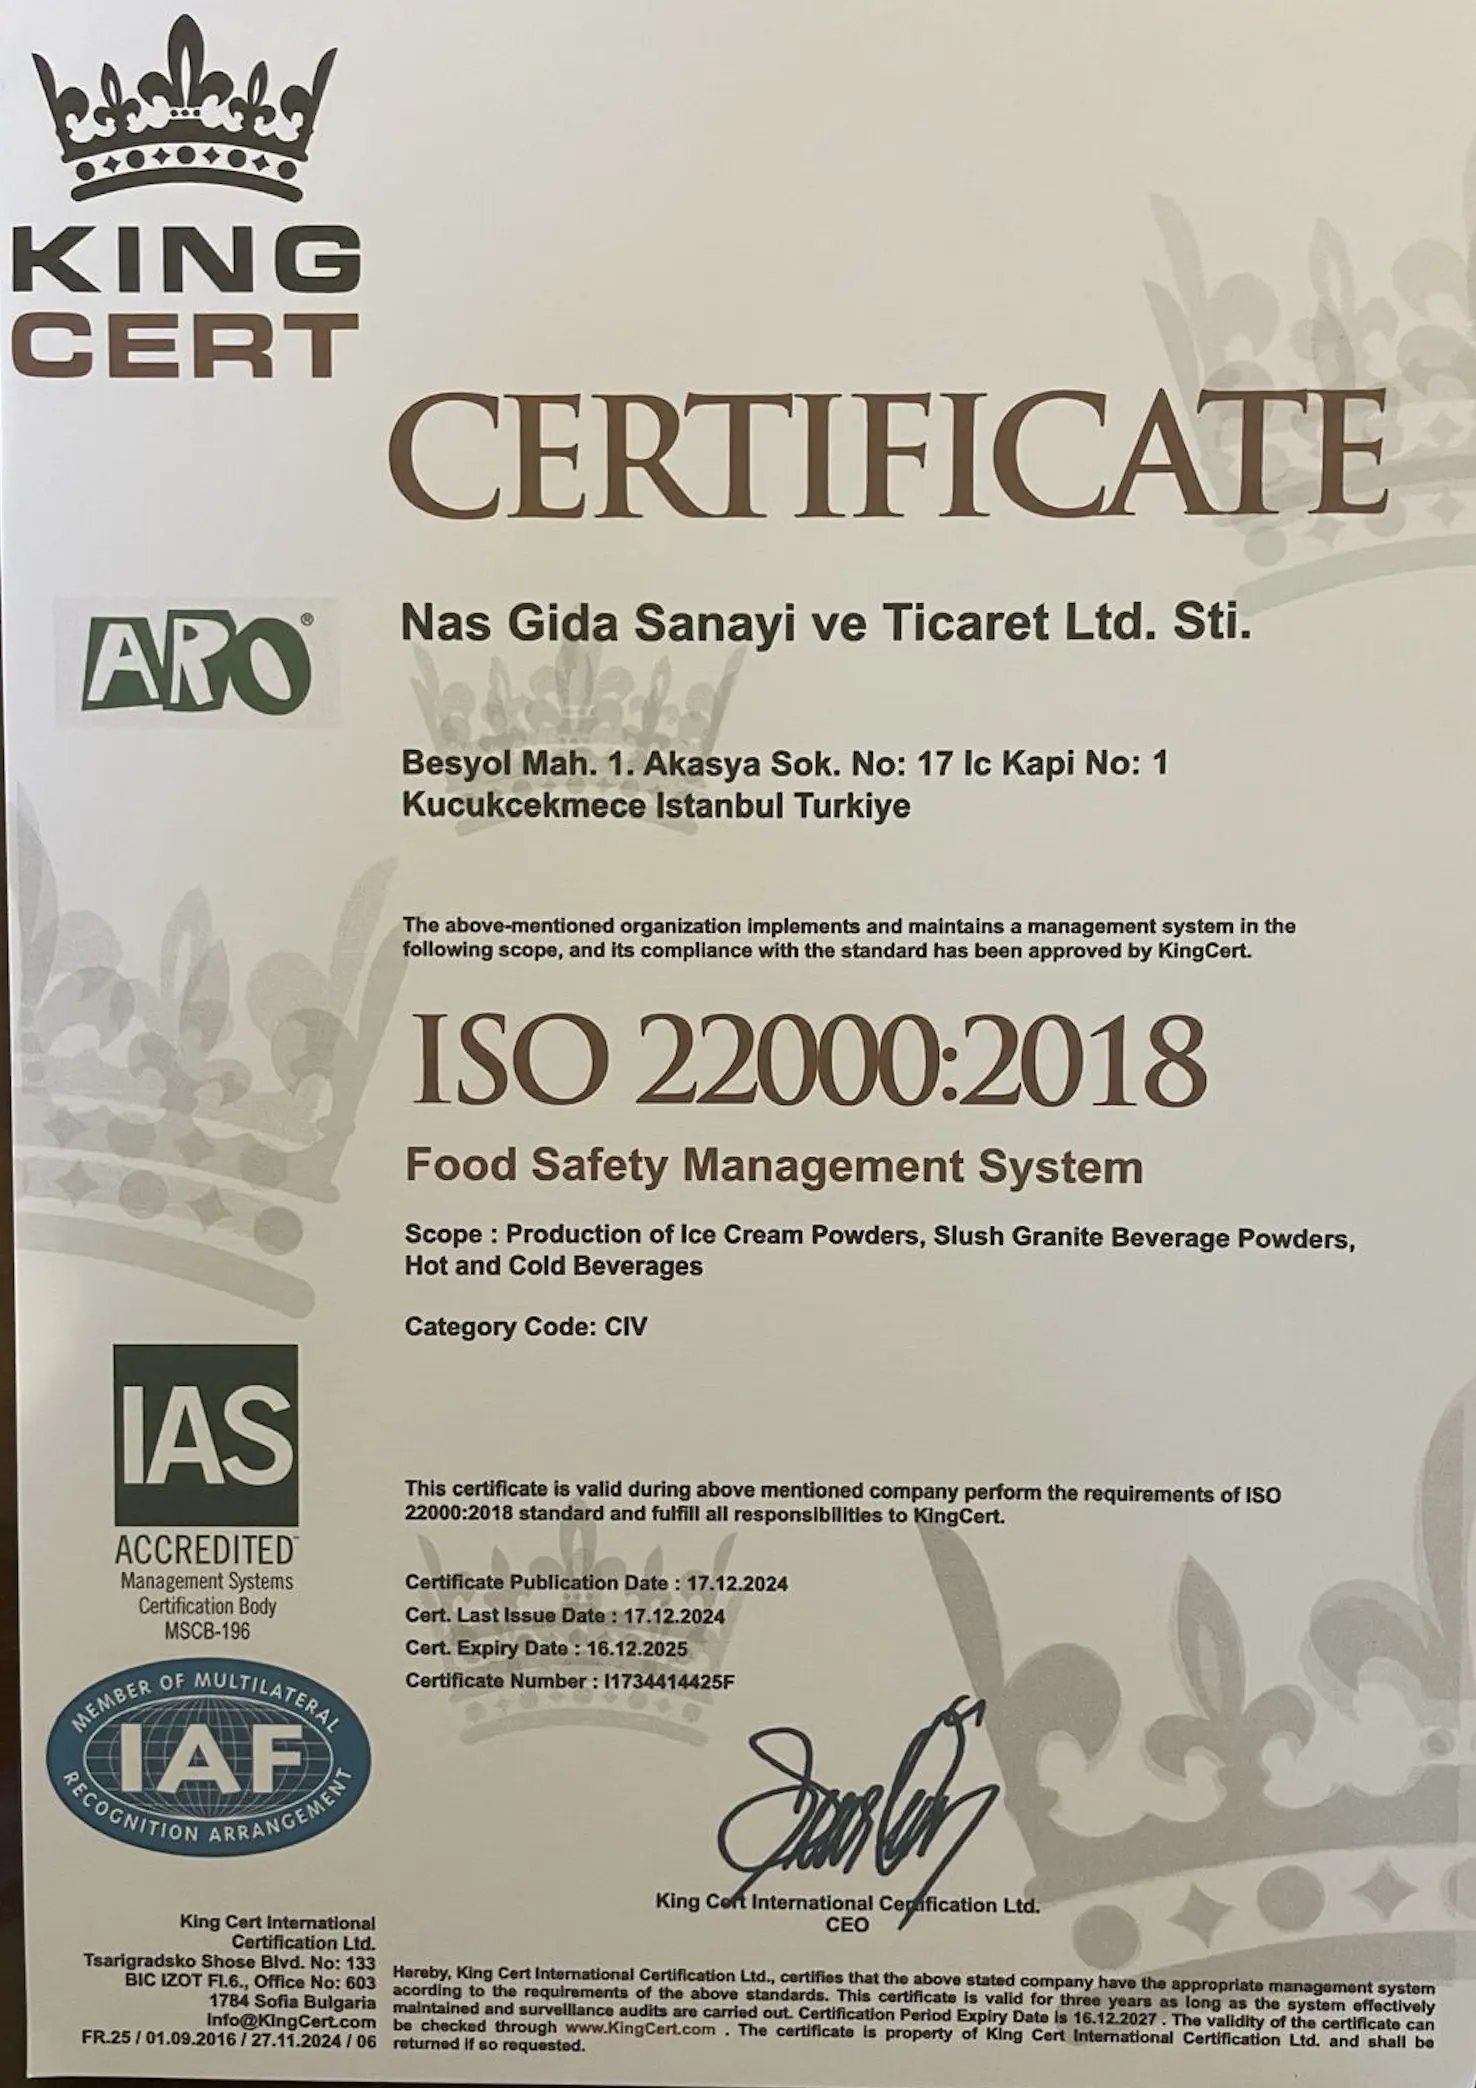 KING
CERT
CERTIFICATE
ARO®
Nas Gida Sanayi ve Ticaret Ltd. Sti.
Besyol Mah. 1. Akasya Sok. No: 17 Ic Kapi No: 1
Kucukcekmece Istanbul Turkiye
The above-mentioned organization implements and maintains a management system in the
following scope, and its compliance with the standard has been approved by KingCert.
ISO 22000:2018
Food Safety Management System
Scope : Production of Ice Cream Powders, Slush Granite Beverage Powders,
Hot and Cold Beverages
Category Code: CIV
IAS
ACCREDITED™
Management Systems
Certification Body
MSCB-196
This certificate is valid during above mentioned company perform the requirements of ISO
22000:2018 standard and fulfill all responsibilities to KingCert.
Certificate Publication Date : 17.12.2024
Cert. Last Issue Date : 17.12.2024
Cert. Expiry Date : 16.12.2025
Certificate Number : I1734414425F
MEMBER OF MULTILATERAL
IAF
RECOGNITION ARRANGEMENT
King Cert International Certification Ltd.
CEO
King Cert International
Certification Ltd.
Tsarigradsko Shose Blvd. No: 133
BIC IZOT Fl.6., Office No: 603
1784 Sofia Bulgaria
Info@KingCert.com
FR.25 / 01.09.2016 / 27.11.2024 / 06
Hereby, King Cert International Certification Ltd., certifies that the above stated company have the appropriate management system
acording to the requirements of the above standards. This certificate is valid for three years as long as the system effectively
maintained and surveillance audits are carried out. Certification Period Expiry Date is 16.12.2027 . The validity of the certificate can
be checked through www.KingCert.com . The certificate is property of King Cert International Certification Ltd. and shall be
returned if so requested.